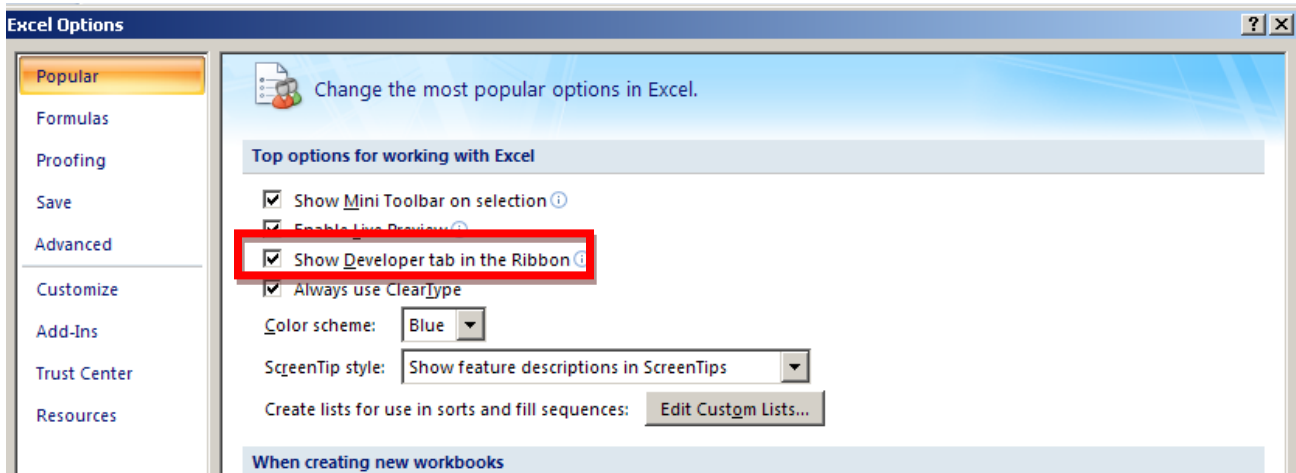 Excel Options
Popular
Formulas
Proofing
Save
Advanced
Customize
Add-Ins
Trust Center
Resources
Change the most popular options in Excel.
Top options for working with Excel
Show Mini Toolbar on selection
Enable Live Preview
Show Developer tab in the Ribbon
Always use ClearType
Color scheme: Blue
ScreenTip style: Show feature descriptions in ScreenTips
Create lists for use in sorts and fill sequences: Edit Custom Lists...
When creating new workbooks